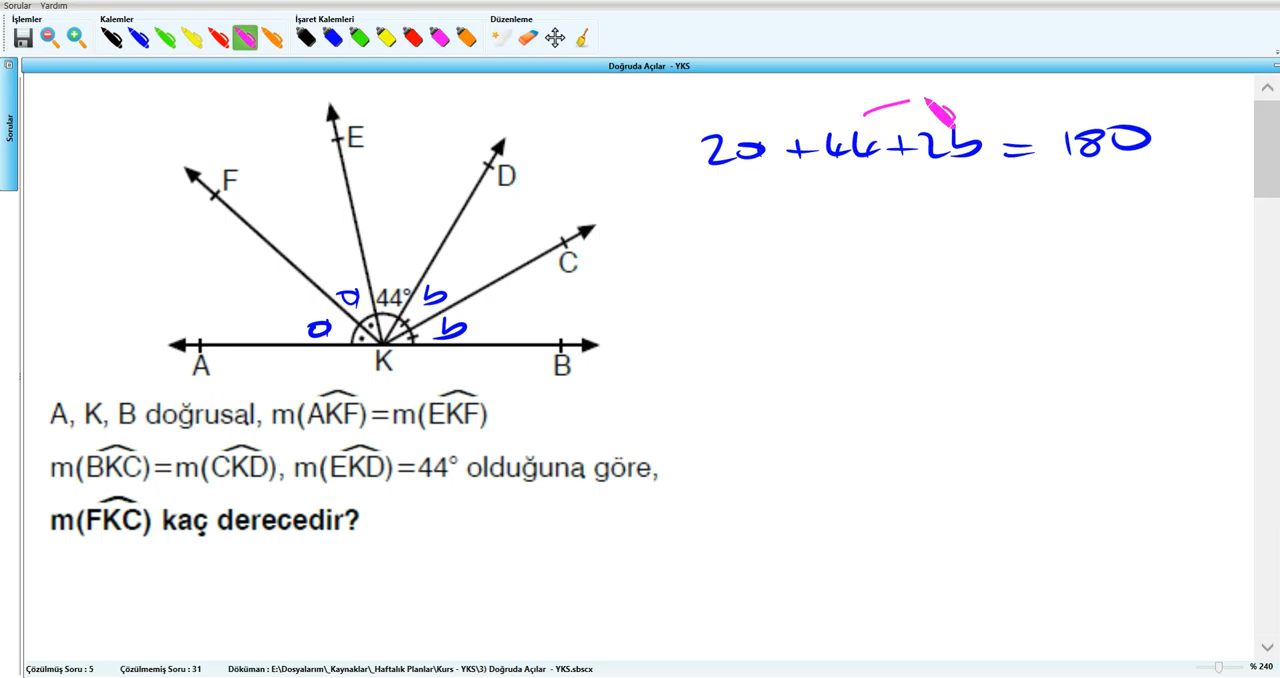 Sorular Yardım
İşlemler Kalemler İşaret Kalemleri Düzenleme
Doğruda Açılar - YKS
Sorular
2a + 44 + 2b = 180
E
F
D
C
a 44° b
a b
A K B
A, K, B doğrusal, m(AKF)=m(EKF)
m(BKC)=m(CKD), m(EKD)=44° olduğuna göre,
m(FKC) kaç derecedir?
Çözülmüş Soru : 5 Çözülmemiş Soru : 31 Döküman : E:\Dosyalarım\_Kaynaklar\_Haftalık Planlar\Kurs - YKS\3) Doğruda Açılar - YKS.sbscx % 240